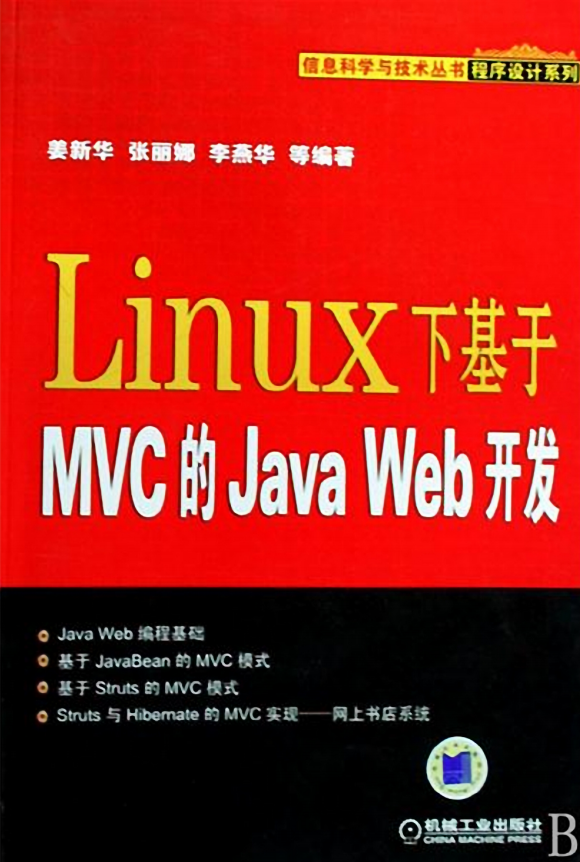 信息科学与技术丛书 程序设计系列
姜新华 张丽娜 李燕华 等编著
Linux下基于
MVC的Java Web开发
Java Web 编程基础
基于 JavaBean 的 MVC 模式
基于 Struts 的 MVC 模式
Struts 与 Hibernate 的 MVC 实现——网上书店系统
机械工业出版社
CHINA MACHINE PRESS
B